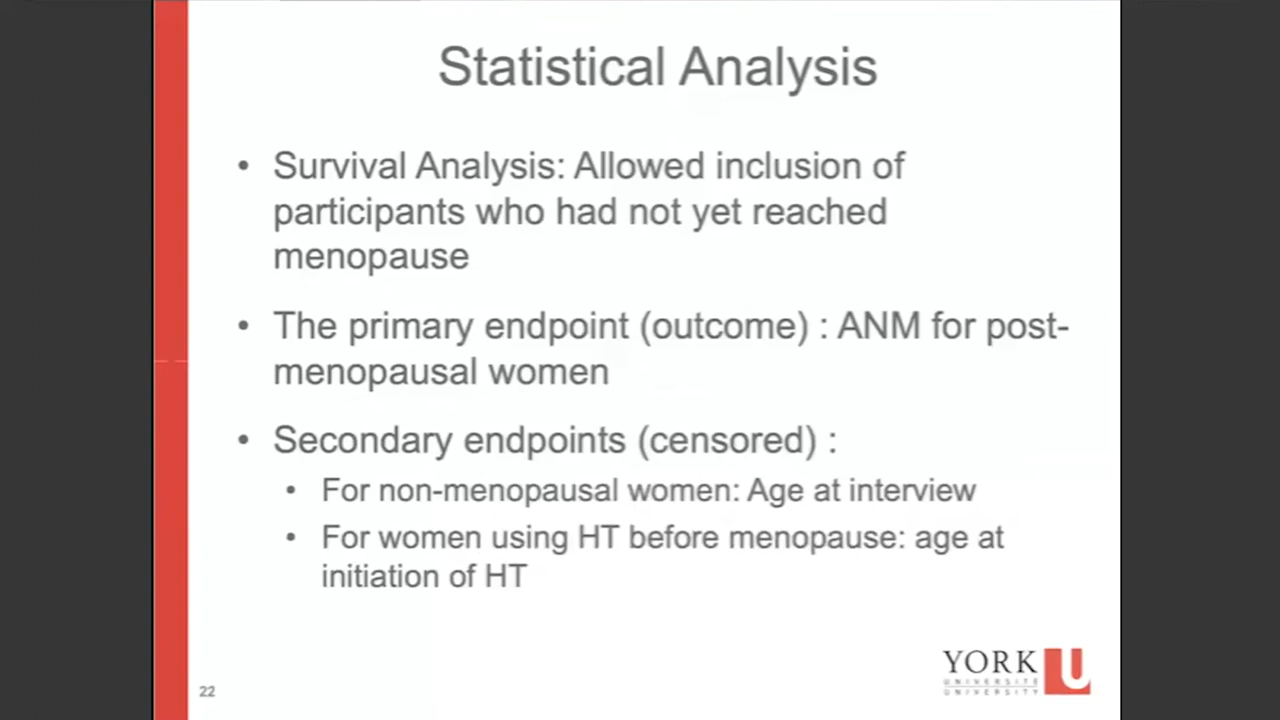 Statistical Analysis
• Survival Analysis: Allowed inclusion of
participants who had not yet reached
menopause
• The primary endpoint (outcome) : ANM for post-
menopausal women
• Secondary endpoints (censored) :
• For non-menopausal women: Age at interview
• For women using HT before menopause: age at
initiation of HT
YORK U
UNIVERSITÉ
UNIVERSITY
22